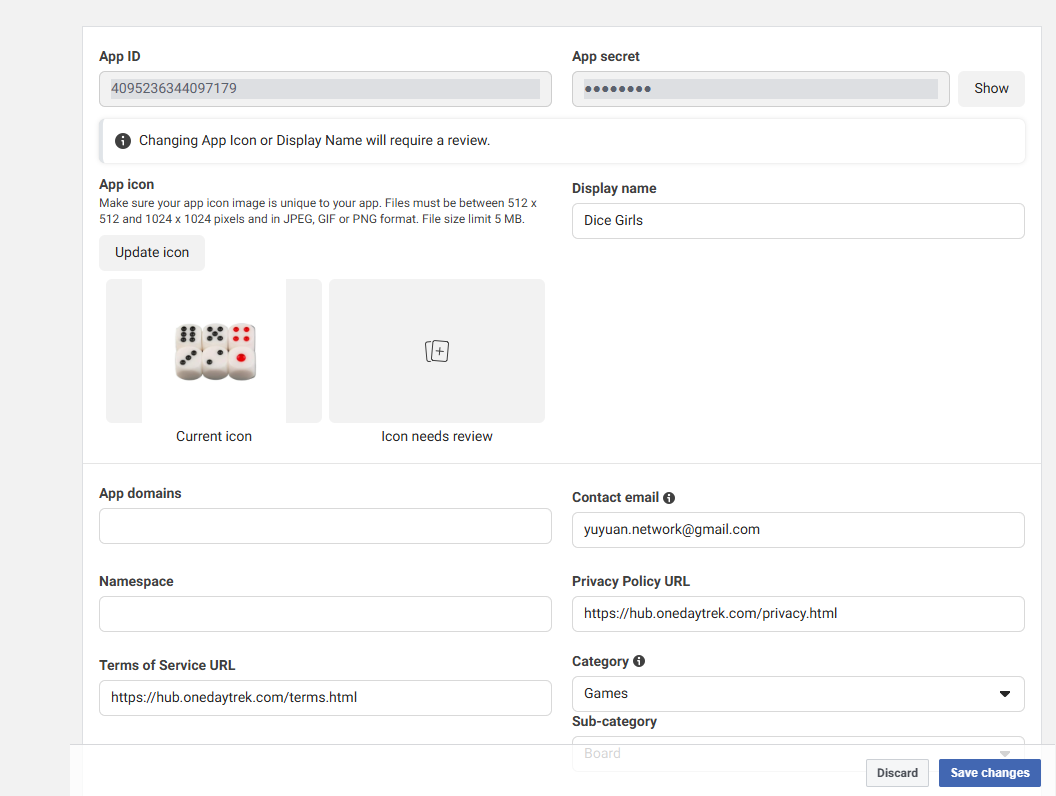 App ID
App secret
4095236344097179
●●●●●●●●
Show
Changing App Icon or Display Name will require a review.
App icon
Make sure your app icon image is unique to your app. Files must be between 512 x
512 and 1024 x 1024 pixels and in JPEG, GIF or PNG format. File size limit 5 MB.
Display name
Dice Girls
Update icon
Current icon
Icon needs review
App domains
Contact email
yuyuan.network@gmail.com
Namespace
Privacy Policy URL
https://hub.onedaytrek.com/privacy.html
Terms of Service URL
https://hub.onedaytrek.com/terms.html
Category
Games
Sub-category
Board
Discard
Save changes